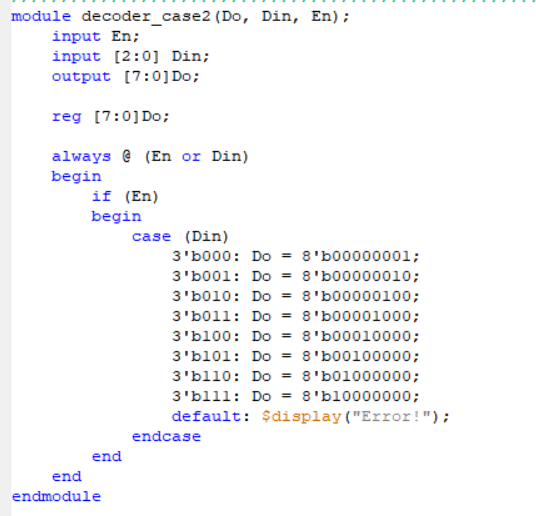 module decoder_case2(Do, Din, En);
    input En;
    input [2:0] Din;
    output [7:0]Do;

    reg [7:0]Do;

    always @ (En or Din)
    begin
        if (En)
        begin
            case (Din)
                3'b000: Do = 8'b00000001;
                3'b001: Do = 8'b00000010;
                3'b010: Do = 8'b00000100;
                3'b011: Do = 8'b00001000;
                3'b100: Do = 8'b00010000;
                3'b101: Do = 8'b00100000;
                3'b110: Do = 8'b01000000;
                3'b111: Do = 8'b10000000;
                default: $display("Error!");
            endcase
        end
    end
endmodule